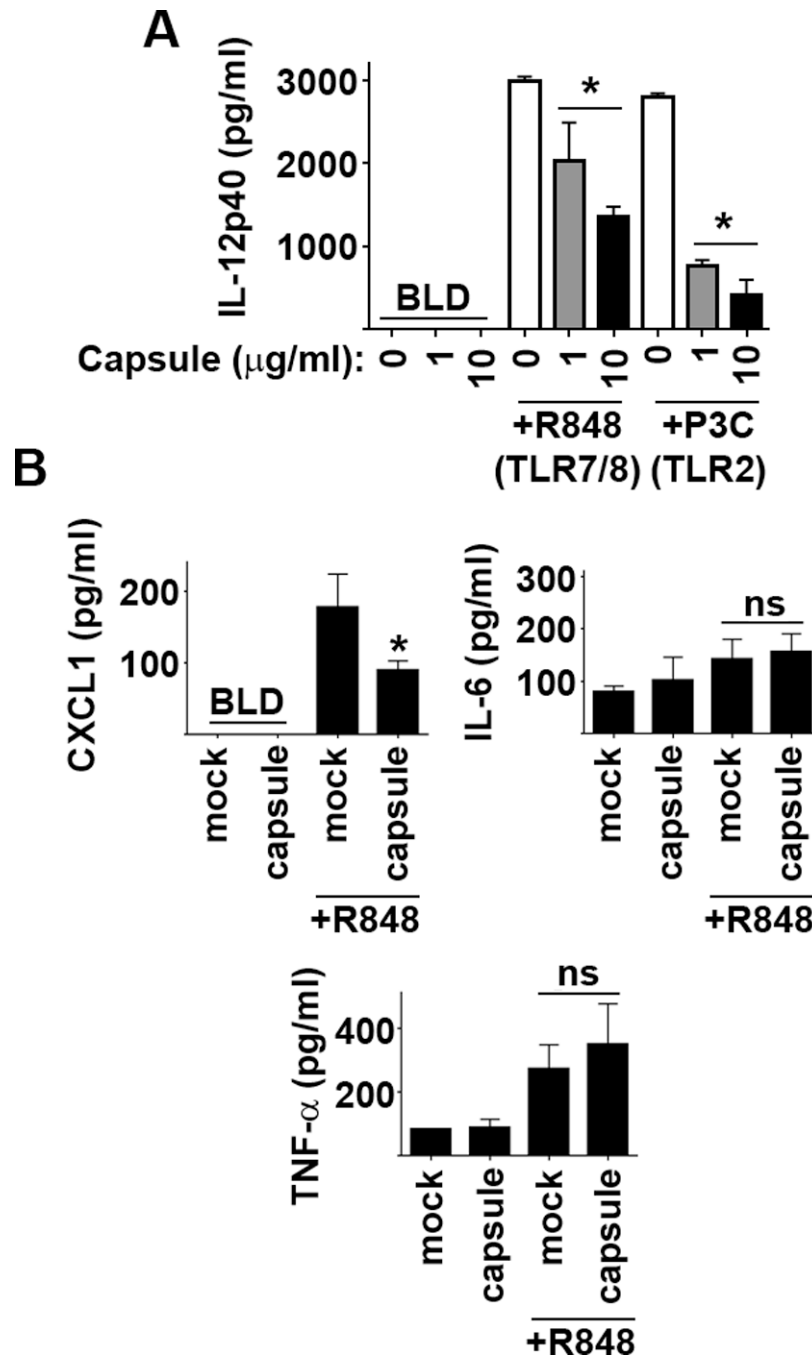 A
IL-12p40 (pg/ml)
3000
2000
1000
*
*
BLD
Capsule (μg/ml): 0 1 10 0 1 10 0 1 10
+R848 +P3C
(TLR7/8) (TLR2)
B
CXCL1 (pg/ml)
200
100
*
BLD
mock capsule mock capsule
+R848
IL-6 (pg/ml)
300
200
100
ns
mock capsule mock capsule
+R848
TNF-α (pg/ml)
400
200
ns
mock capsule mock capsule
+R848